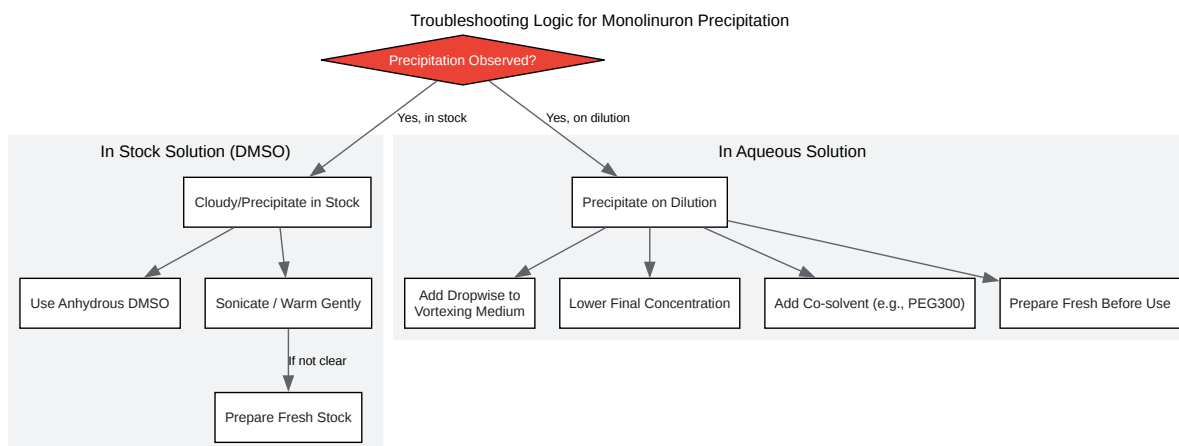 Troubleshooting Logic for Monolinuron Precipitation
Precipitation Observed?
Yes, in stock
Yes, on dilution
In Stock Solution (DMSO)
Cloudy/Precipitate in Stock
Use Anhydrous DMSO
Sonicate / Warm Gently
If not clear
Prepare Fresh Stock
In Aqueous Solution
Precipitate on Dilution
Add Dropwise to
Vortexing Medium
Lower Final Concentration
Add Co-solvent (e.g., PEG300)
Prepare Fresh Before Use